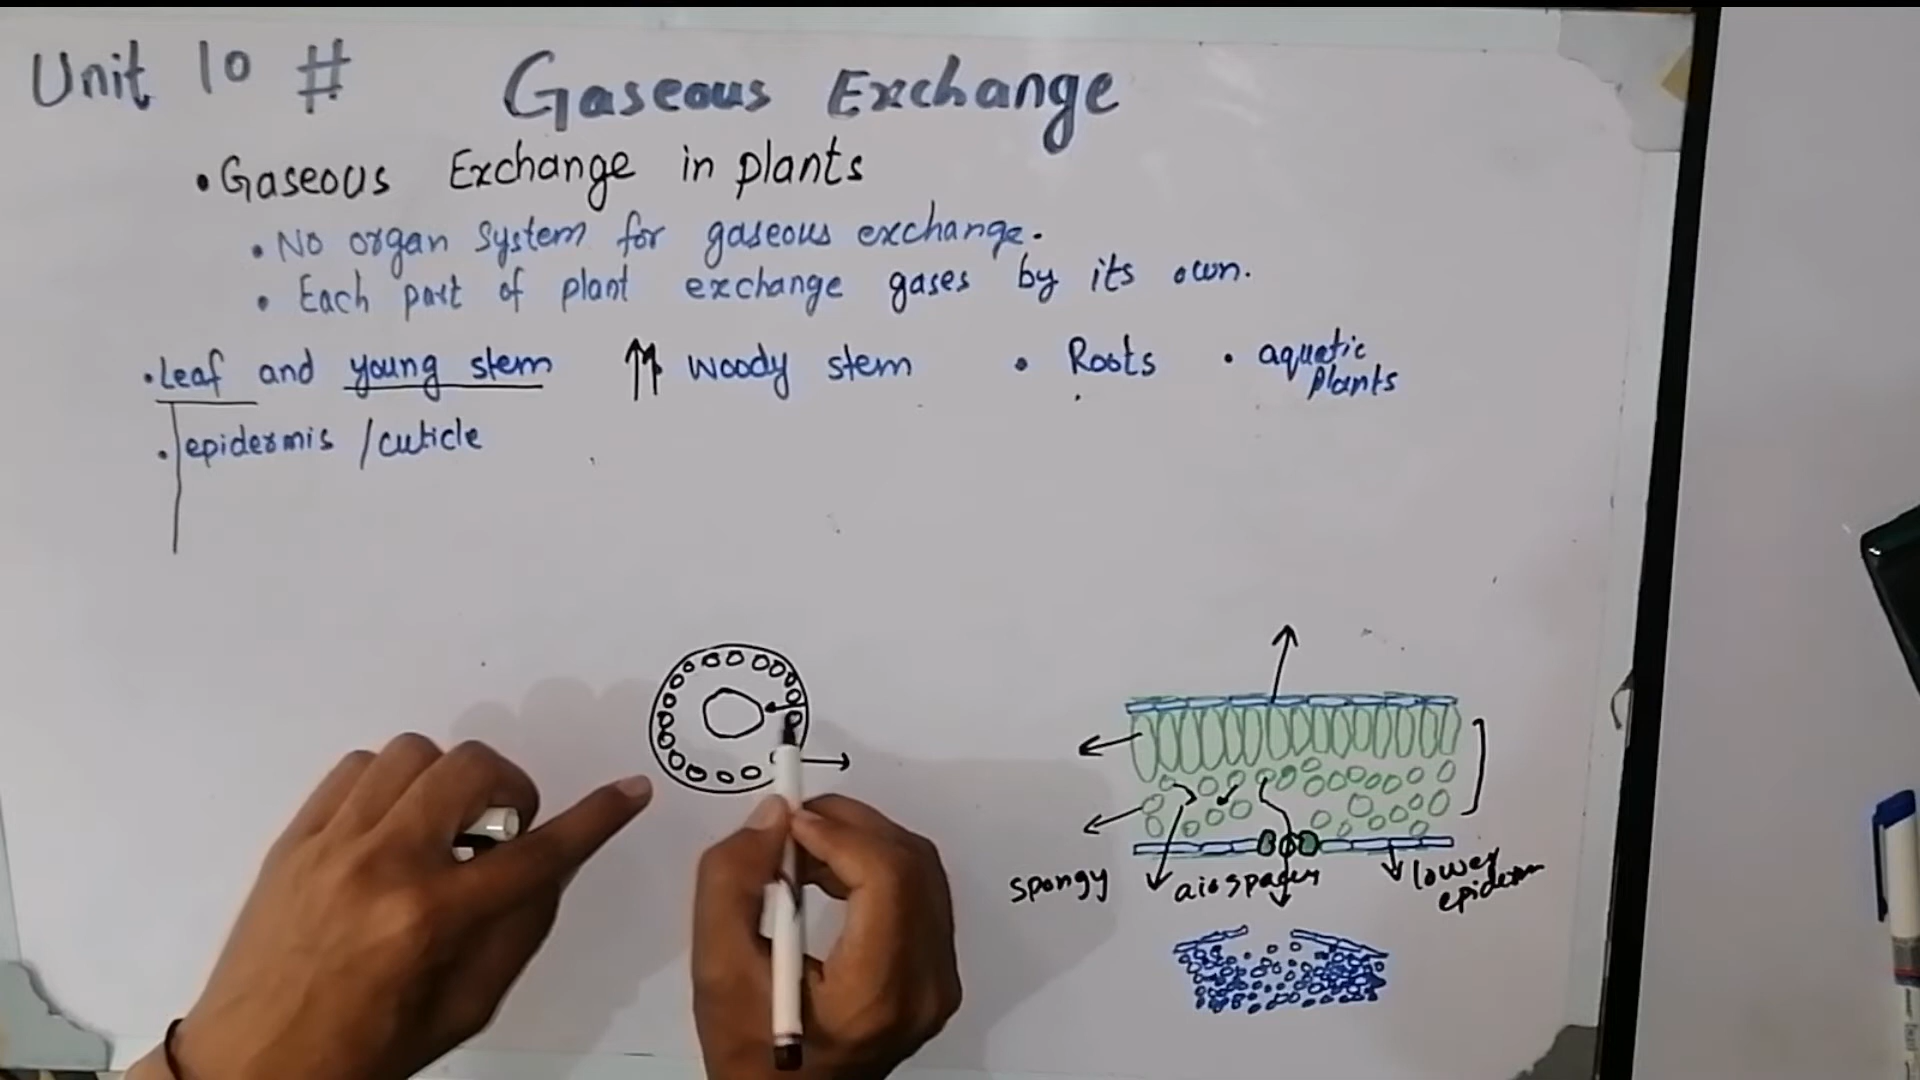 Unit 10 # Gaseous Exchange
• Gaseous Exchange in plants
• No organ system for gaseous exchange.
• Each part of plant exchange gases by its own.
• Leaf and young stem
woody stem
• Roots
• aquatic
plants
• epidermis / cuticle
spongy
airspaces
lower